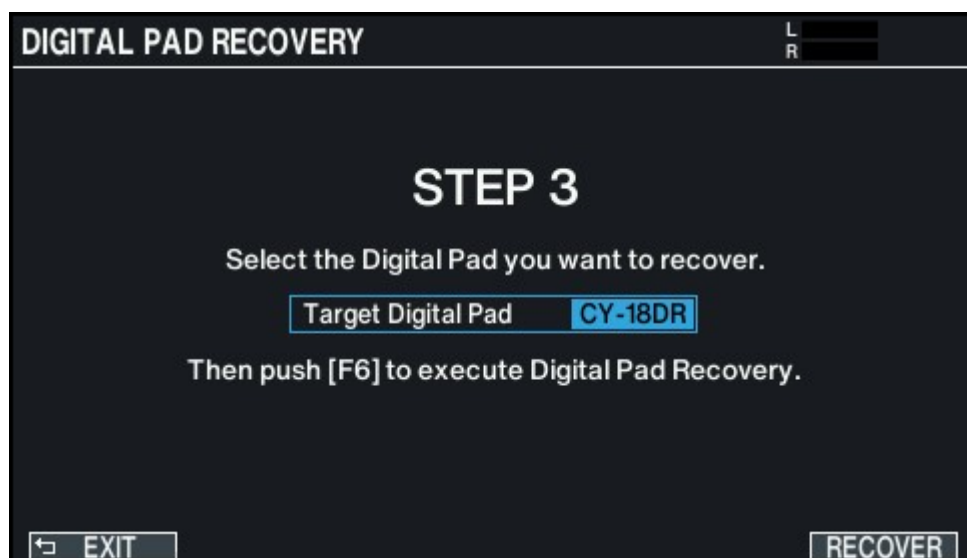 DIGITAL PAD RECOVERY
L
R
STEP 3
Select the Digital Pad you want to recover.
Target Digital Pad CY-18DR
Then push [F6] to execute Digital Pad Recovery.
EXIT
RECOVER